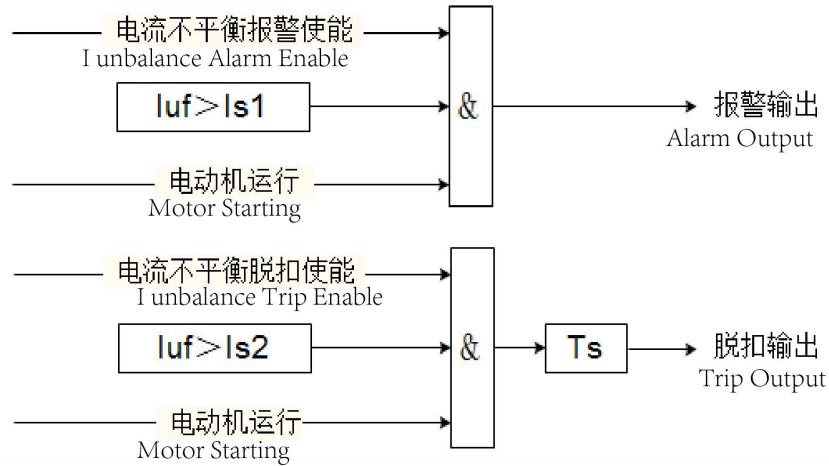 电流不平衡报警使能
I unbalance Alarm Enable
Iuf>Is1
&
报警输出
Alarm Output
电动机运行
Motor Starting
电流不平衡脱扣使能
I unbalance Trip Enable
Iuf>Is2
&
Ts
脱扣输出
Trip Output
电动机运行
Motor Starting